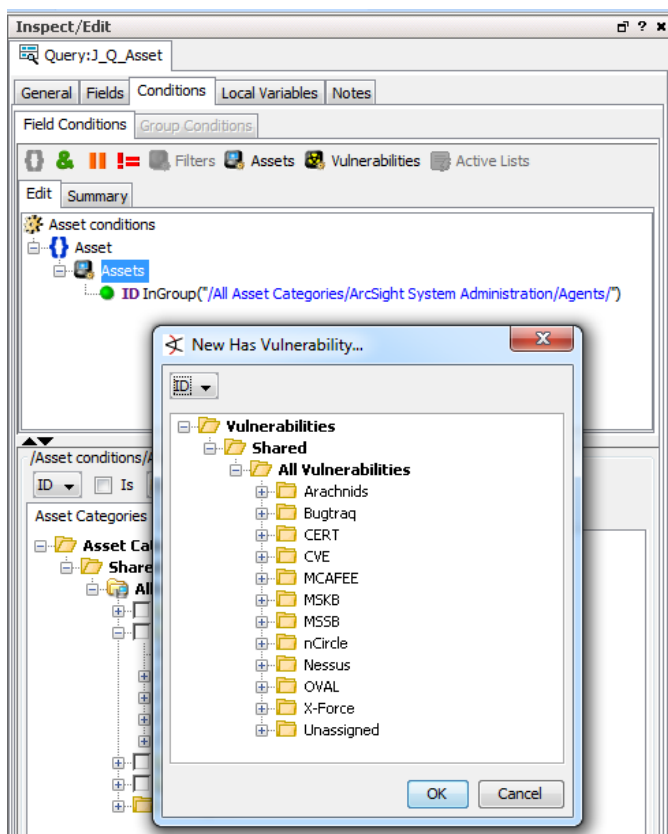 Inspect/Edit
Query:J_Q_Asset
General Fields Conditions Local Variables Notes
Field Conditions Group Conditions
{} & || != Filters Assets Vulnerabilities Active Lists
Edit Summary
Asset conditions
{} Asset
Assets
ID InGroup("/All Asset Categories/ArcSight System Administration/Agents/")
New Has Vulnerability...
ID
Vulnerabilities
Shared
All Vulnerabilities
Arachnids
Bugtraq
CERT
CVE
MCAFEE
MSKB
MSSB
nCircle
Nessus
OVAL
X-Force
Unassigned
OK Cancel
/Asset conditions/
ID Is
Asset Categories
Asset Ca
Share
All